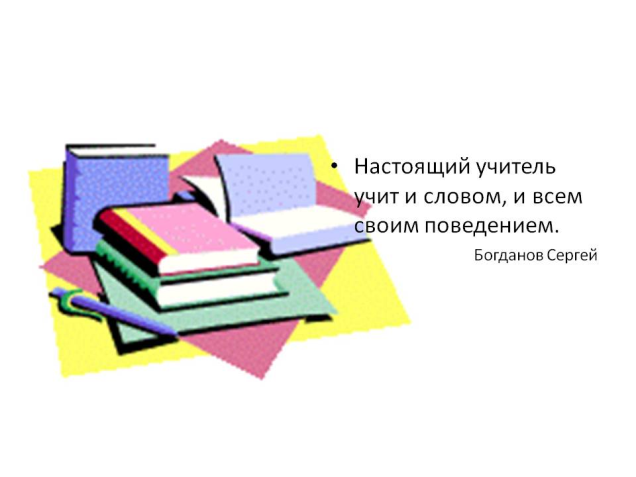 • Настоящий учитель
учит и словом, и всем
своим поведением.
Богданов Сергей